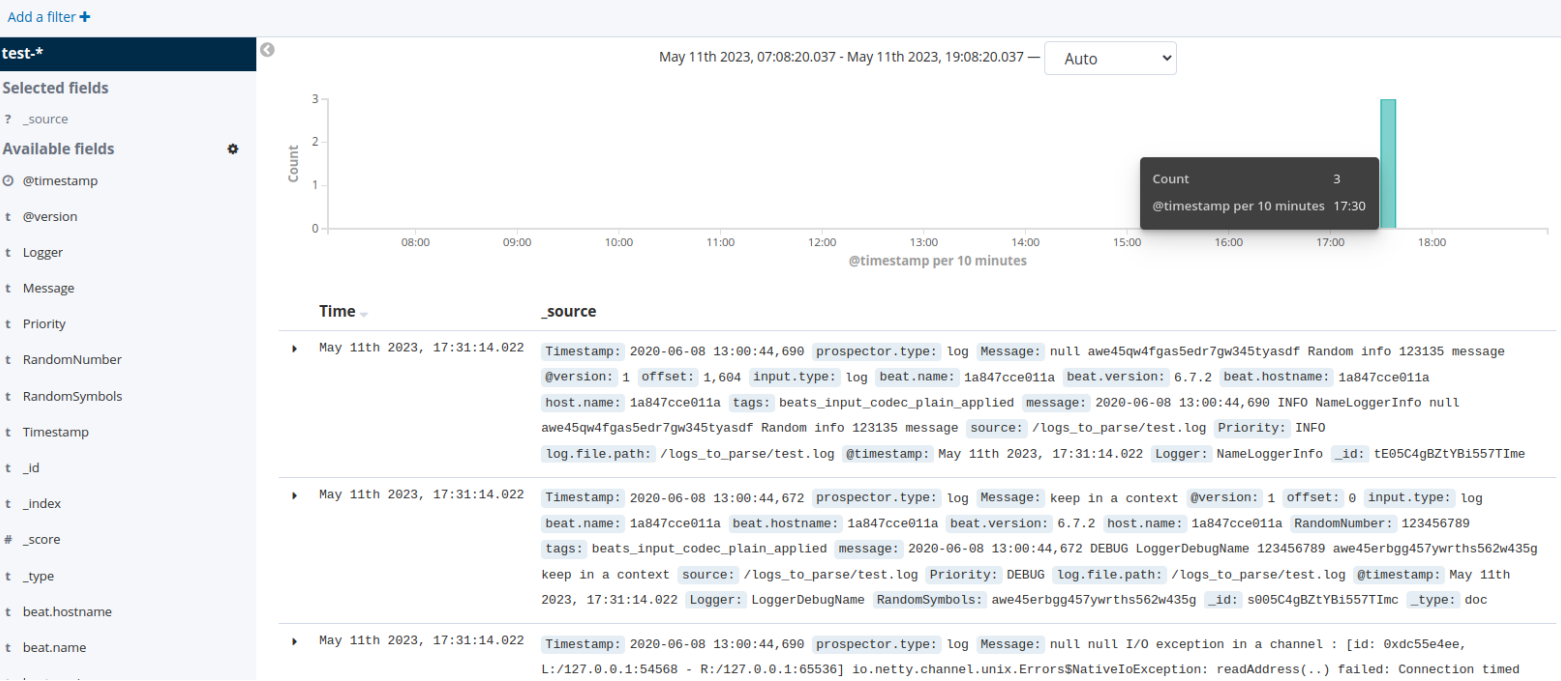 Add a filter +
test-*
Selected fields
? _source
Available fields
@timestamp
t @version
t Logger
t Message
t Priority
t RandomNumber
t RandomSymbols
t Timestamp
t _id
t _index
# _score
t _type
t beat.hostname
t beat.name
May 11th 2023, 07:08:20.037 - May 11th 2023, 19:08:20.037 — Auto
3
2
1
0
Count
Count 3
@timestamp per 10 minutes 17:30
08:00 09:00 10:00 11:00 12:00 13:00 14:00 15:00 16:00 17:00 18:00
@timestamp per 10 minutes
Time _source
May 11th 2023, 17:31:14.022 Timestamp: 2020-06-08 13:00:44,690 prospector.type: log Message: null awe45qw4fgas5edr7gw345tyasdf Random info 123135 message
@version: 1 offset: 1,604 input.type: log beat.name: 1a847cce011a beat.version: 6.7.2 beat.hostname: 1a847cce011a
host.name: 1a847cce011a tags: beats_input_codec_plain_applied message: 2020-06-08 13:00:44,690 INFO NameLoggerInfo null
awe45qw4fgas5edr7gw345tyasdf Random info 123135 message source: /logs_to_parse/test.log Priority: INFO
log.file.path: /logs_to_parse/test.log @timestamp: May 11th 2023, 17:31:14.022 Logger: NameLoggerInfo _id: tE05C4gBZtYBi557TIme
May 11th 2023, 17:31:14.022 Timestamp: 2020-06-08 13:00:44,672 prospector.type: log Message: keep in a context @version: 1 offset: 0 input.type: log
beat.name: 1a847cce011a beat.hostname: 1a847cce011a beat.version: 6.7.2 host.name: 1a847cce011a RandomNumber: 123456789
tags: beats_input_codec_plain_applied message: 2020-06-08 13:00:44,672 DEBUG LoggerDebugName 123456789 awe45erbgg457ywrths562w435g
keep in a context source: /logs_to_parse/test.log Priority: DEBUG log.file.path: /logs_to_parse/test.log @timestamp: May 11th
2023, 17:31:14.022 Logger: LoggerDebugName RandomSymbols: awe45erbgg457ywrths562w435g _id: s005C4gBZtYBi557TImc _type: doc
May 11th 2023, 17:31:14.022 Timestamp: 2020-06-08 13:00:44,690 prospector.type: log Message: null null I/O exception in a channel : [id: 0xdc55e4ee,
L:/127.0.0.1:54568 - R:/127.0.0.1:65536] io.netty.channel.unix.Errors$NativeIoException: readAddress(..) failed: Connection timed